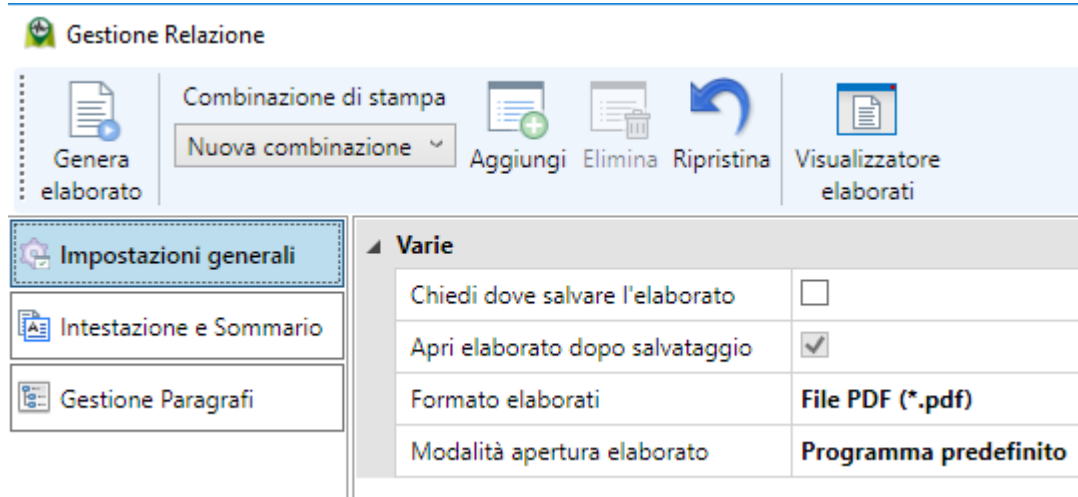 Gestione Relazione
Combinazione di stampa
Nuova combinazione
Genera
elaborato
Aggiungi
Elimina
Ripristina
Visualizzatore
elaborati
Impostazioni generali
Intestazione e Sommario
Gestione Paragrafi
Varie
Chiedi dove salvare l'elaborato
Apri elaborato dopo salvataggio
Formato elaborati File PDF (*.pdf)
Modalità apertura elaborato Programma predefinito